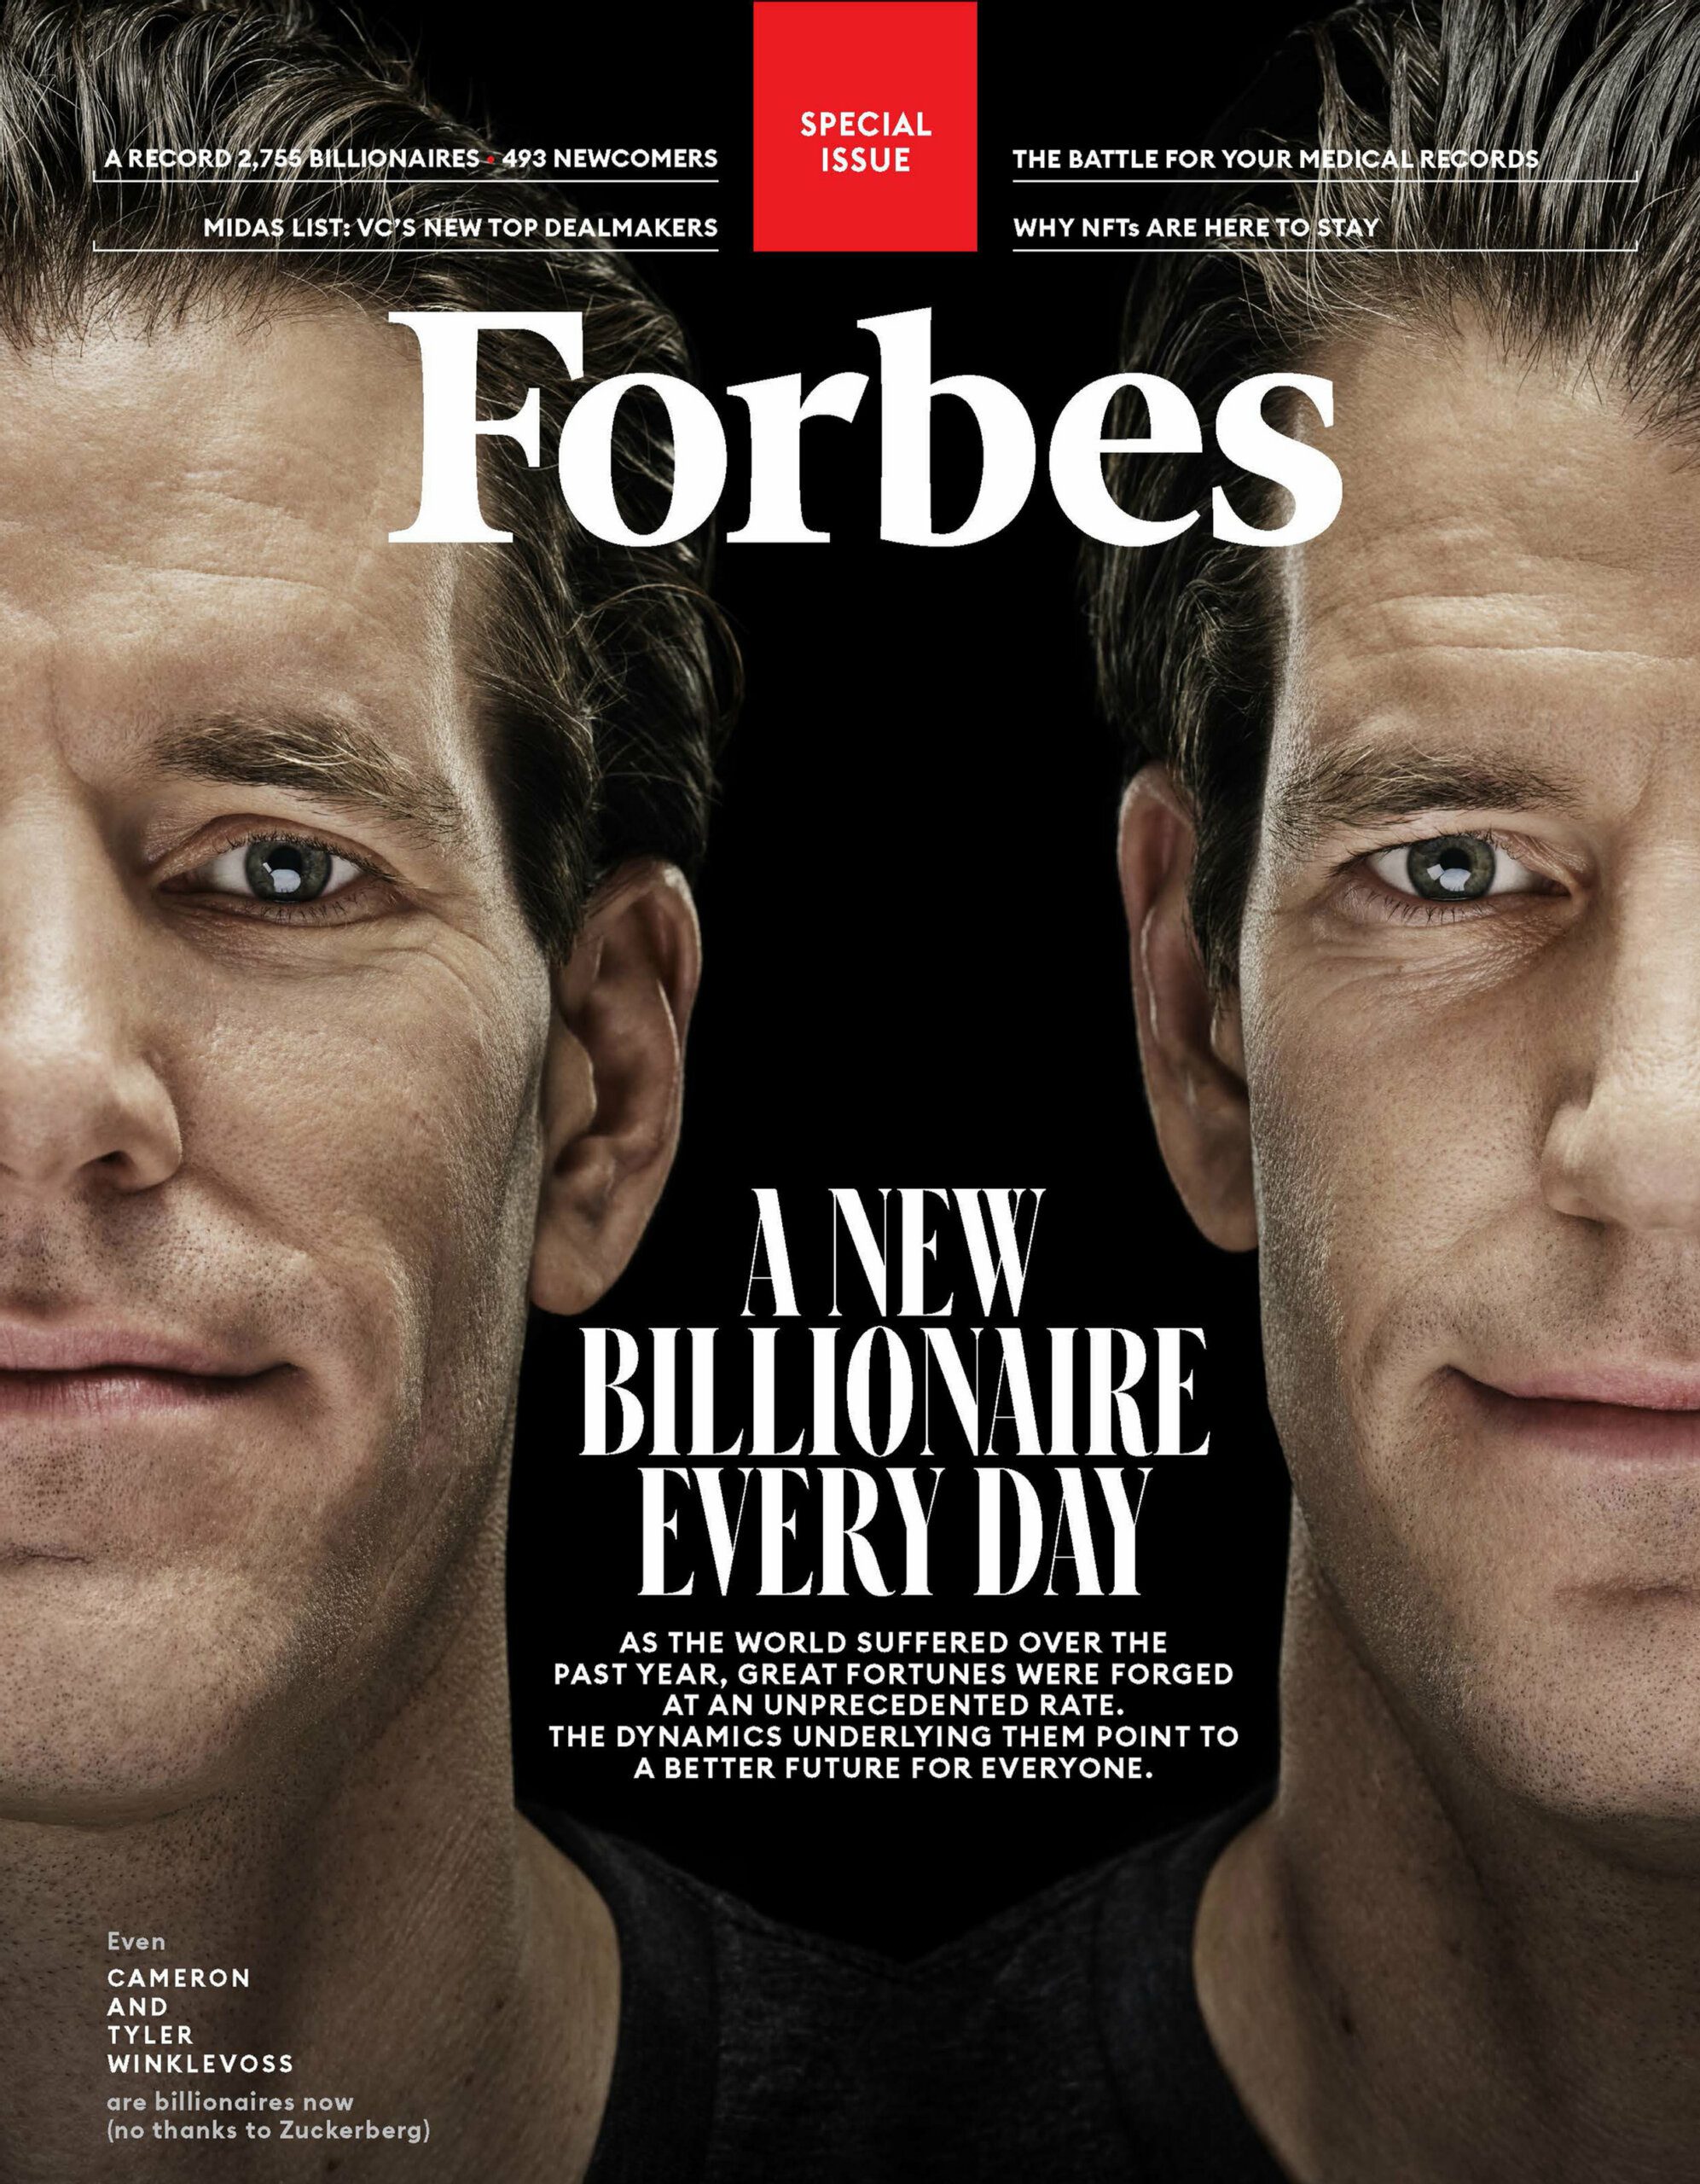 SPECIAL
ISSUE
A RECORD 2,755 BILLIONAIRES • 493 NEWCOMERS
MIDAS LIST: VC'S NEW TOP DEALMAKERS
THE BATTLE FOR YOUR MEDICAL RECORDS
WHY NFTs ARE HERE TO STAY
Forbes
A NEW
BILLIONAIRE
EVERY DAY
AS THE WORLD SUFFERED OVER THE
PAST YEAR, GREAT FORTUNES WERE FORGED
AT AN UNPRECEDENTED RATE.
THE DYNAMICS UNDERLYING THEM POINT TO
A BETTER FUTURE FOR EVERYONE.
Even
CAMERON
AND
TYLER
WINKLEVOSS
are billionaires now
(no thanks to Zuckerberg)